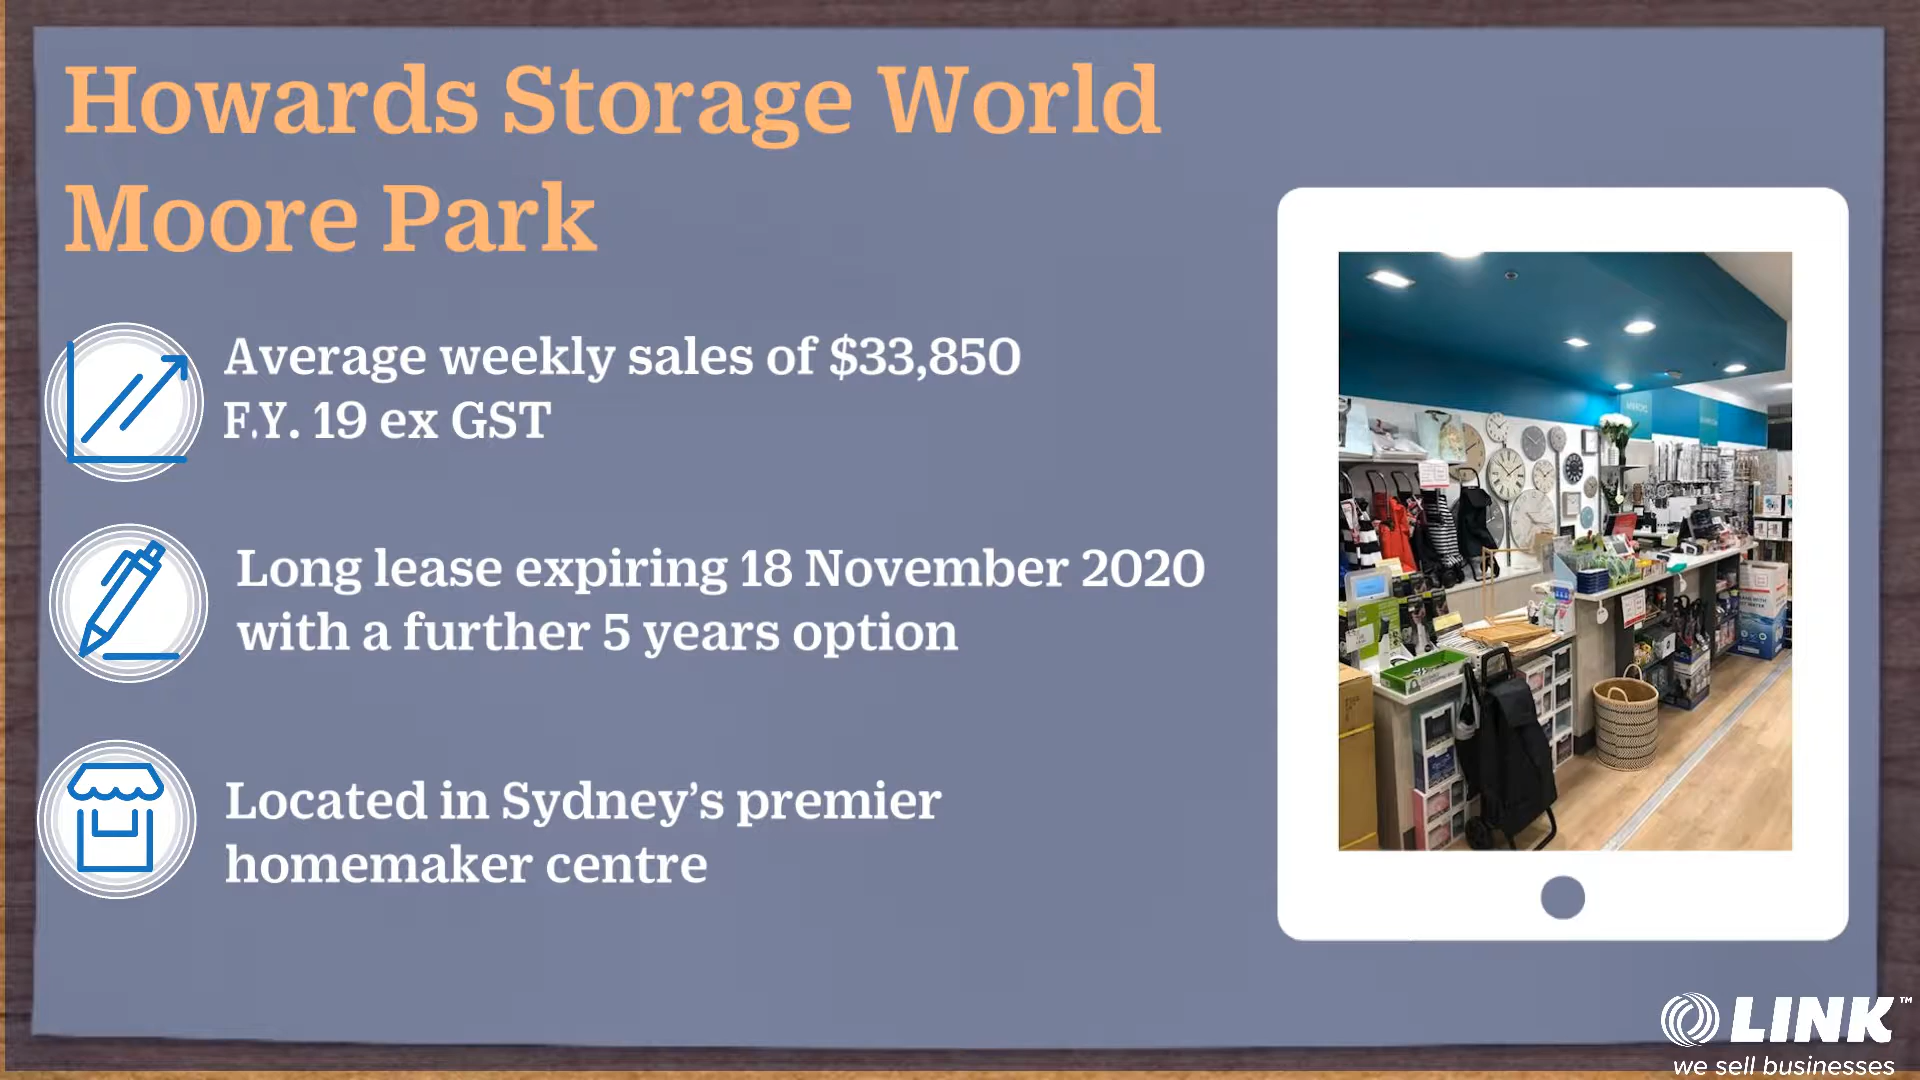 Howards Storage World
Moore Park
Average weekly sales of $33,850
F.Y. 19 ex GST
Long lease expiring 18 November 2020
with a further 5 years option
Located in Sydney’s premier
homemaker centre
LINK™
we sell businesses